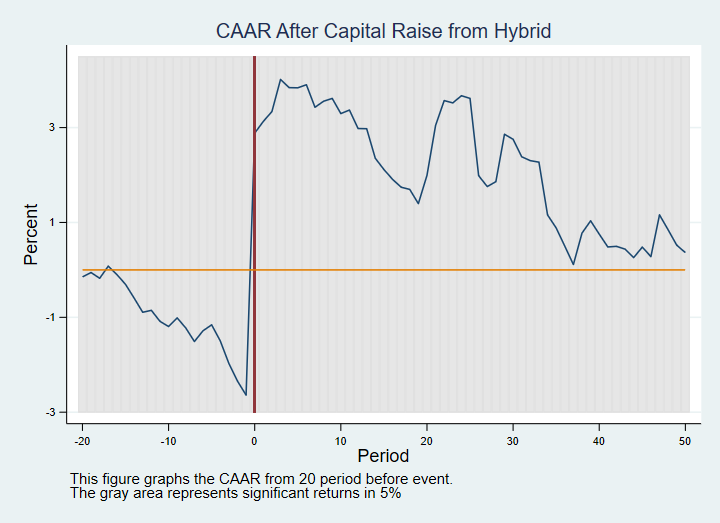 CAAR After Capital Raise from Hybrid
Percent
3
1
-1
-3
-20 -10 0 10 20 30 40 50
Period
This figure graphs the CAAR from 20 period before event.
The gray area represents significant returns in 5%